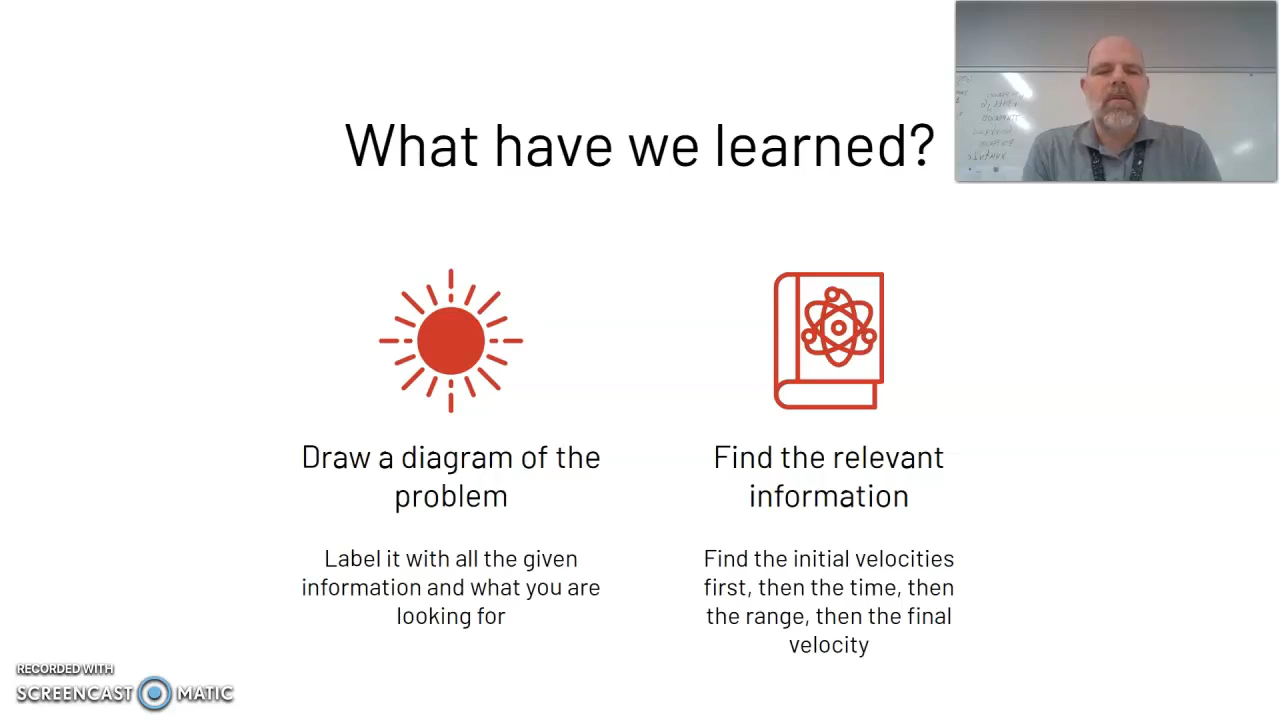 What have we learned?
Draw a diagram of the
problem
Label it with all the given
information and what you are
looking for
Find the relevant
information
Find the initial velocities
first, then the time, then
the range, then the final
velocity
RECORDED WITH
SCREENCAST MATIC